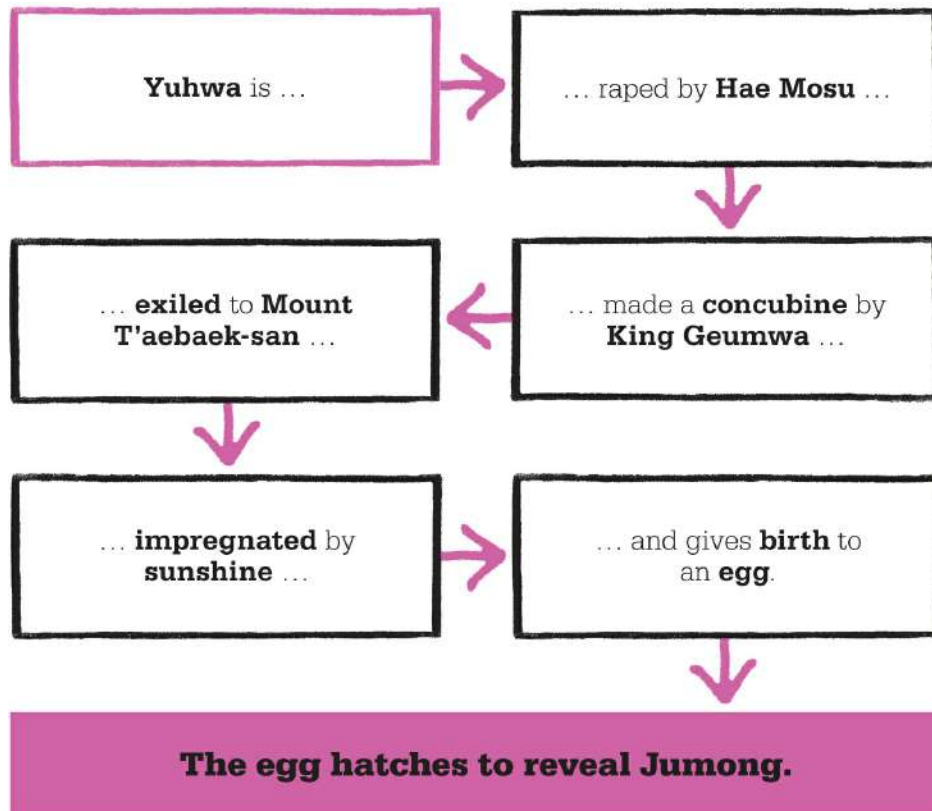 Yuhwa is …
… raped by Hae Mosu …
… made a concubine by
King Geumwa …
… exiled to Mount
T'aebaek-san …
… impregnated by
sunshine …
… and gives birth to
an egg.
The egg hatches to reveal Jumong.